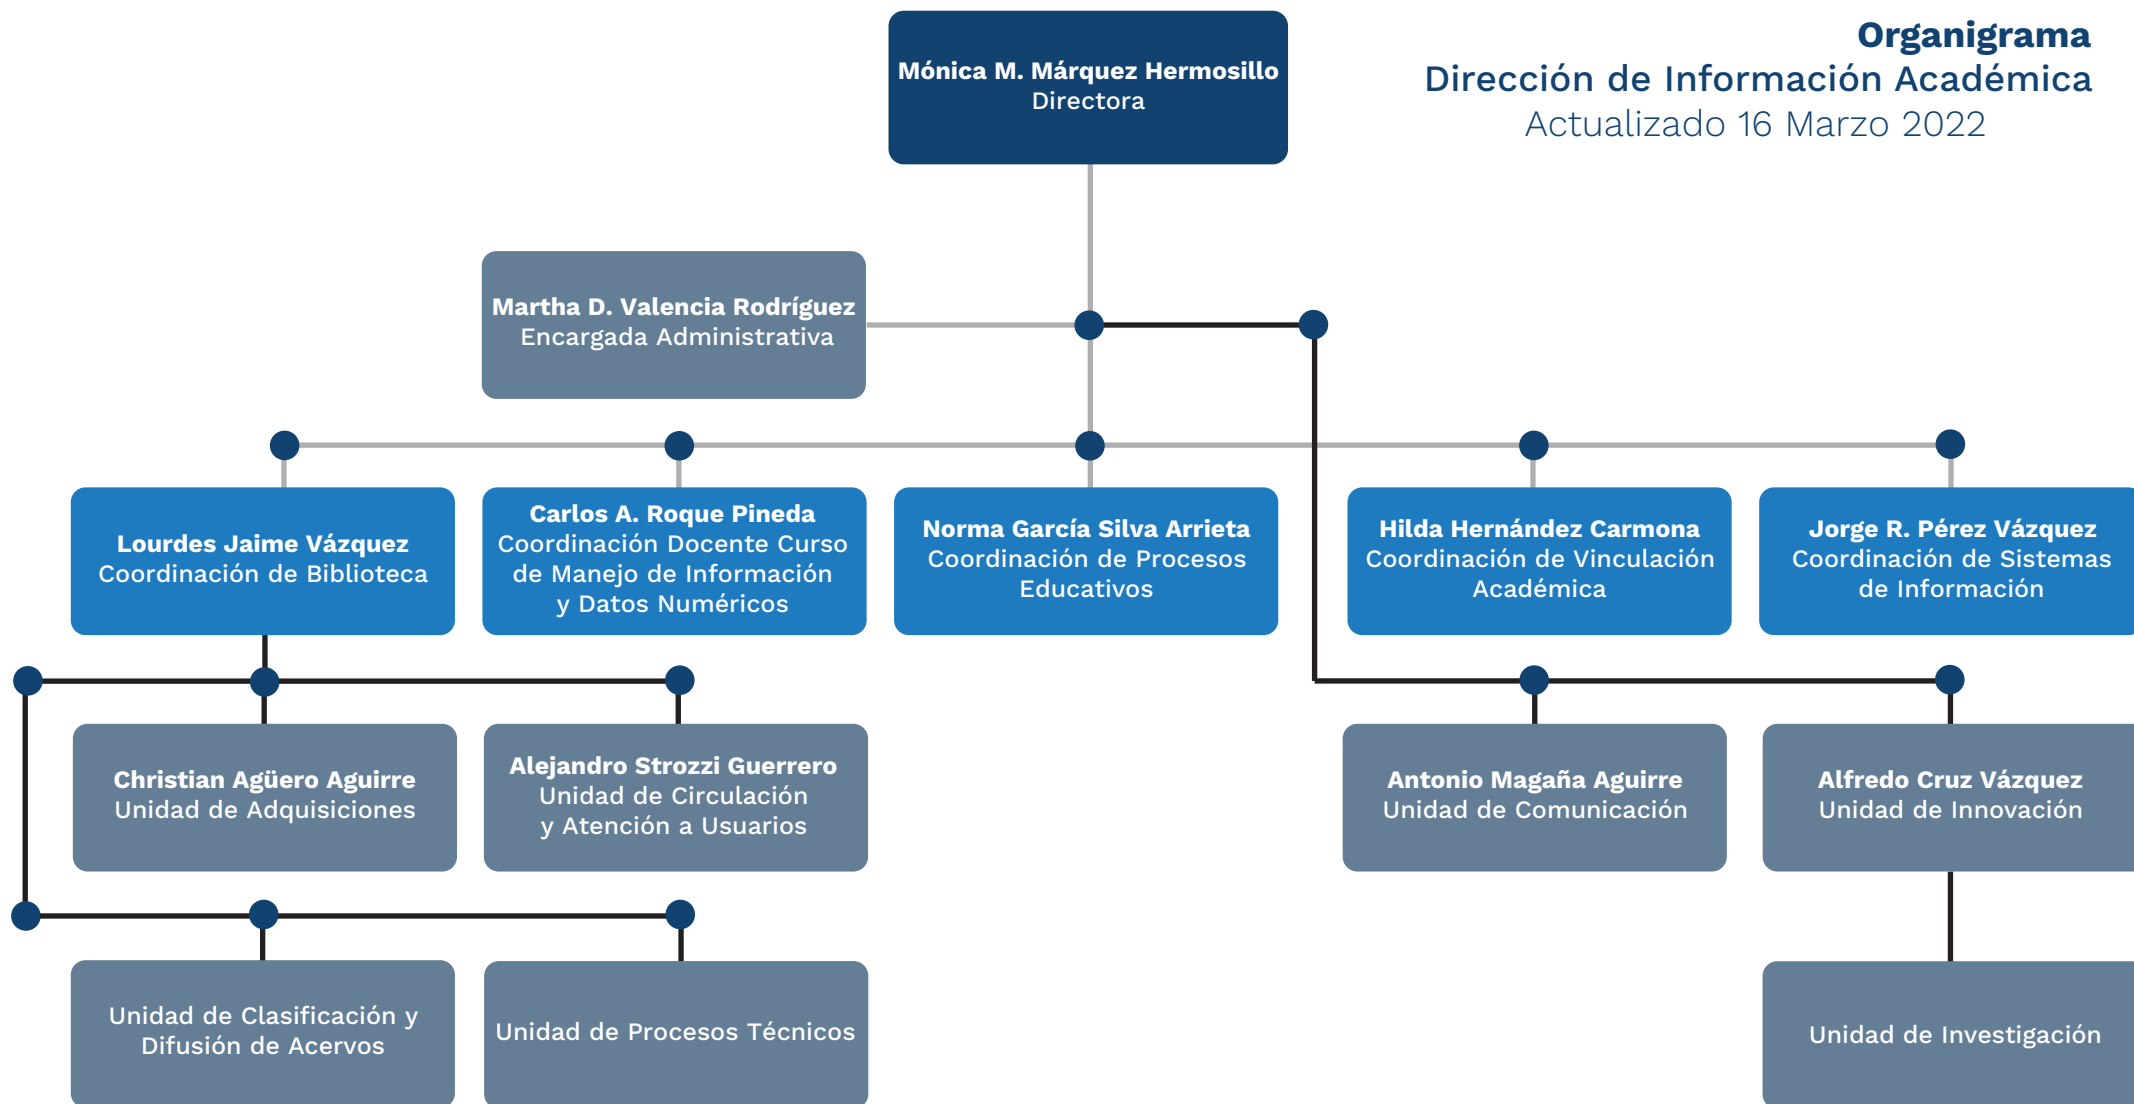 Organigrama
Dirección de Información Académica
Actualizado 16 Marzo 2022
Mónica M. Márquez Hermosillo
Directora
Martha D. Valencia Rodríguez
Encargada Administrativa
Lourdes Jaime Vázquez
Coordinación de Biblioteca
Carlos A. Roque Pineda
Coordinación Docente Curso
de Manejo de Información
y Datos Numéricos
Norma García Silva Arrieta
Coordinación de Procesos
Educativos
Hilda Hernández Carmona
Coordinación de Vinculación
Académica
Jorge R. Pérez Vázquez
Coordinación de Sistemas
de Información
Christian Agüero Aguirre
Unidad de Adquisiciones
Alejandro Strozzi Guerrero
Unidad de Circulación
y Atención a Usuarios
Antonio Magaña Aguirre
Unidad de Comunicación
Alfredo Cruz Vázquez
Unidad de Innovación
Unidad de Clasificación y
Difusión de Acervos
Unidad de Procesos Técnicos
Unidad de Investigación